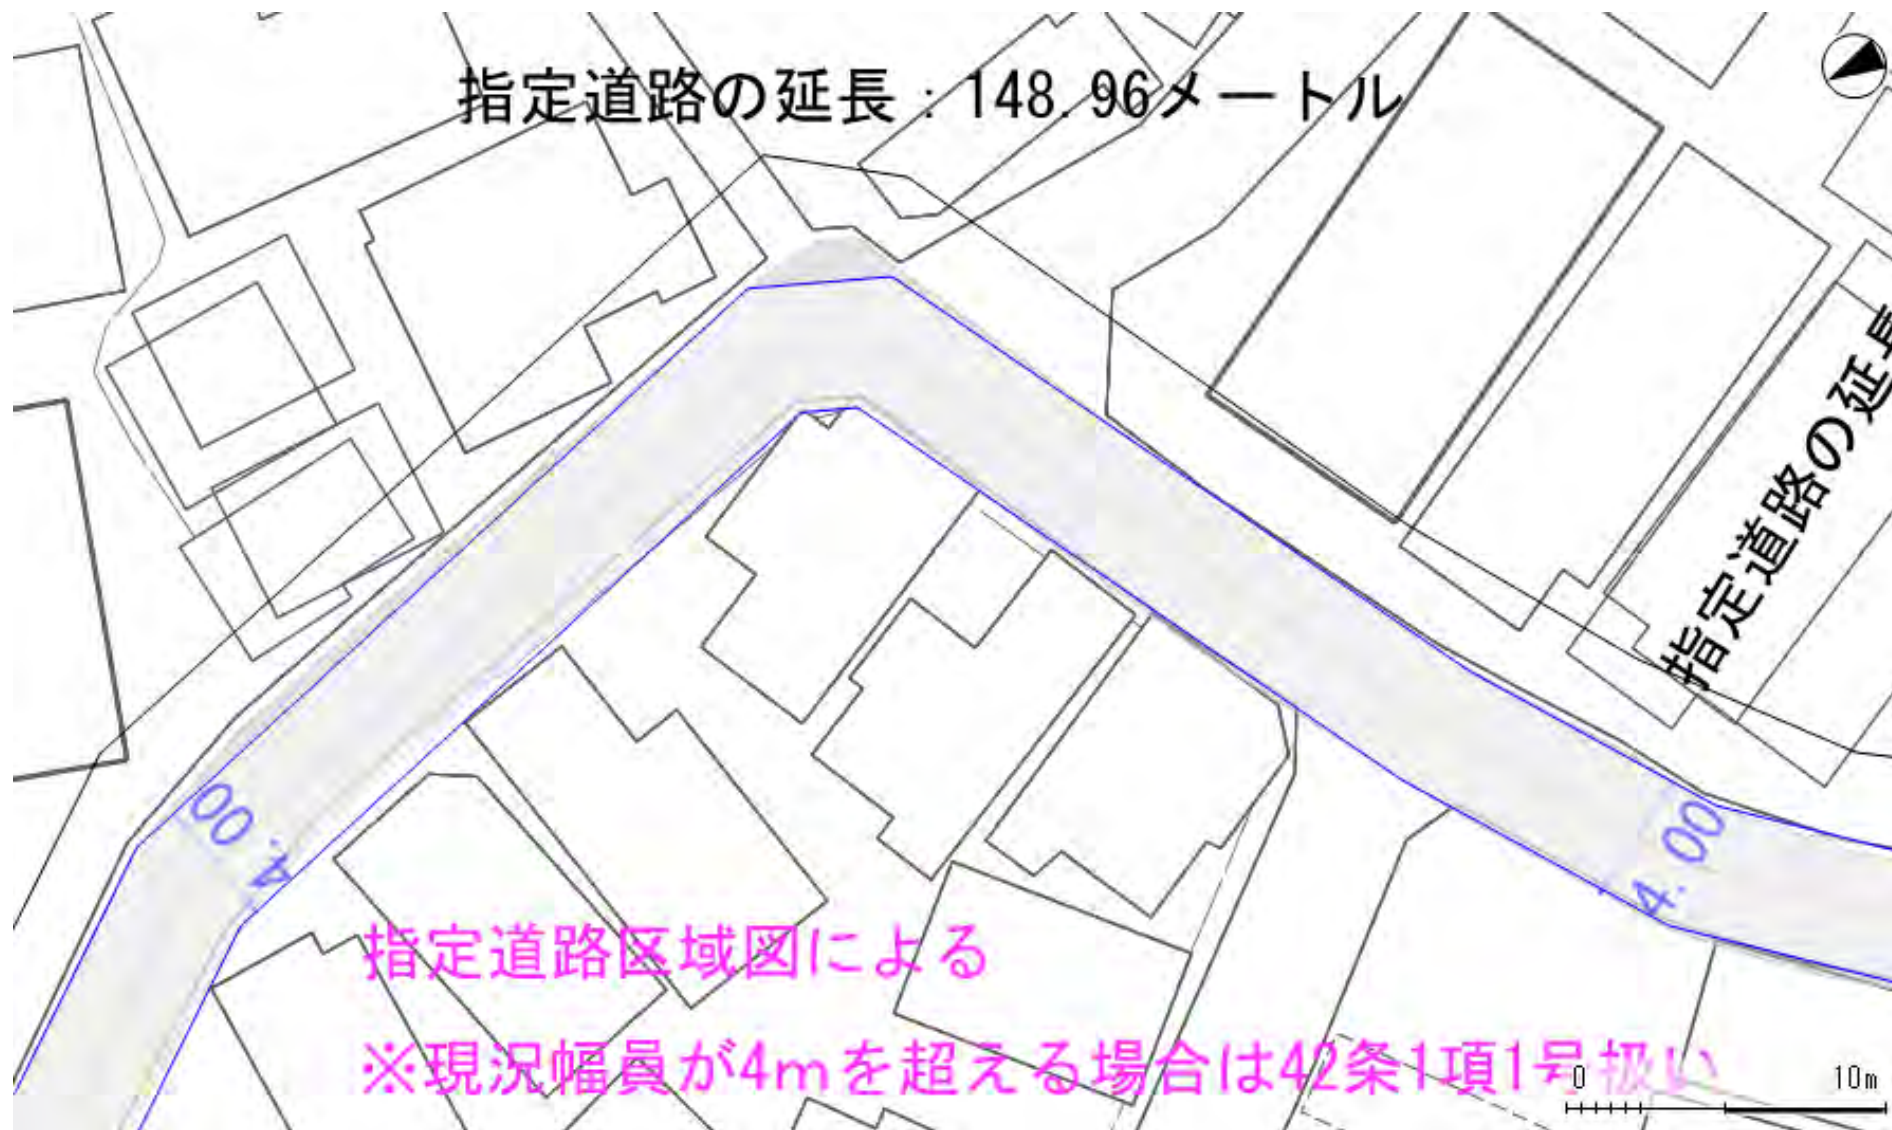 指定道路の延長：148.96メートル
指定道路の延長
4.00
4.00
指定道路区域図による
※現況幅員が4mを超える場合は42条1項1号扱い
0 10m